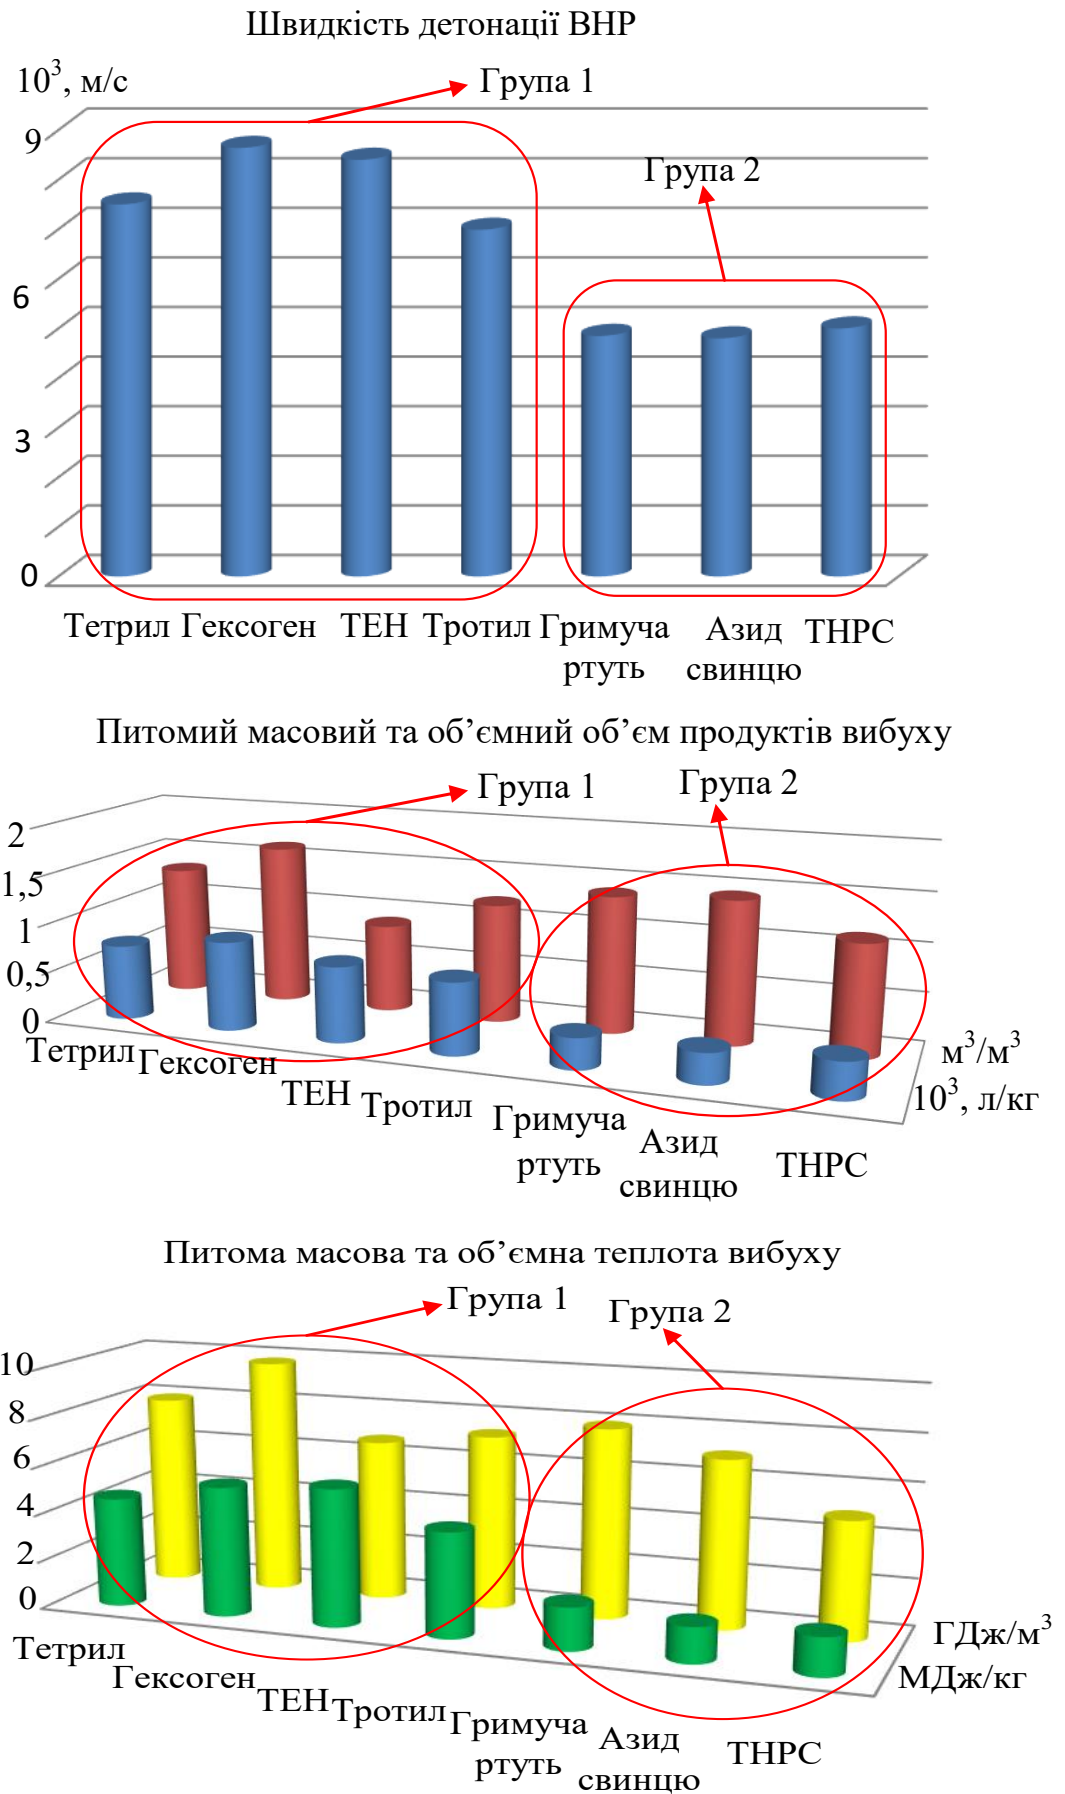 Швидкість детонації ВНР
10³, м/с
Група 1
9
Група 2
6
3
0
Тетрил Гексоген ТЕН Тротил Гримуча ртуть Азид свинцю ТНРС
Питомий масовий та об’ємний об’єм продуктів вибуху
Група 1
Група 2
2
1,5
1
0,5
0
м³/м³
10³, л/кг
Тетрил
Гексоген
ТЕН
Тротил
Гримуча
ртуть
Азид
свинцю
ТНРС
Питома масова та об’ємна теплота вибуху
Група 1
Група 2
10
8
6
4
2
0
ГДж/м³
МДж/кг
Тетрил
Гексоген
ТЕН
Тротил
Гримуча
ртуть
Азид
свинцю
ТНРС